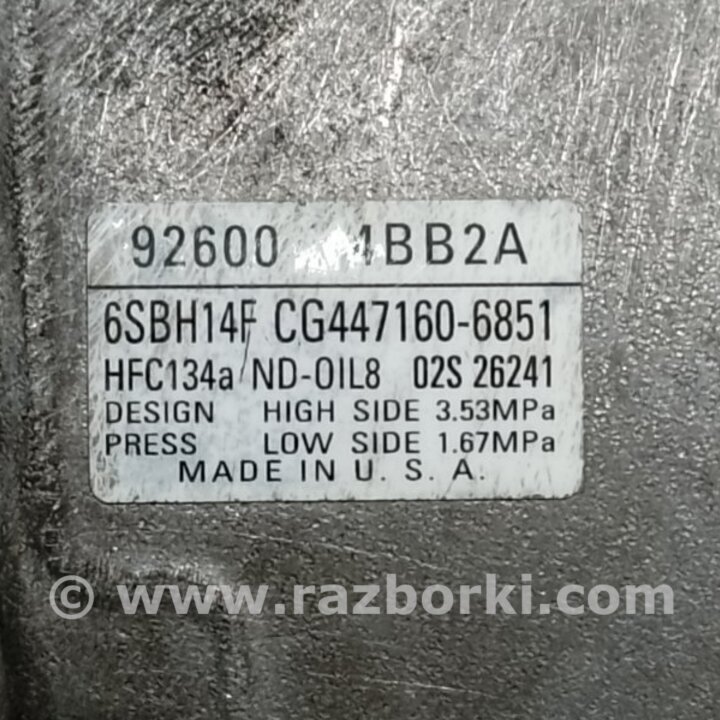 92600 4BB2A
6SBH14F CG447160-6851
HFC134a ND-OIL8 02S 26241
DESIGN HIGH SIDE 3.53MPa
PRESS LOW SIDE 1.67MPa
MADE IN U. S. A.
© www.razborki.com